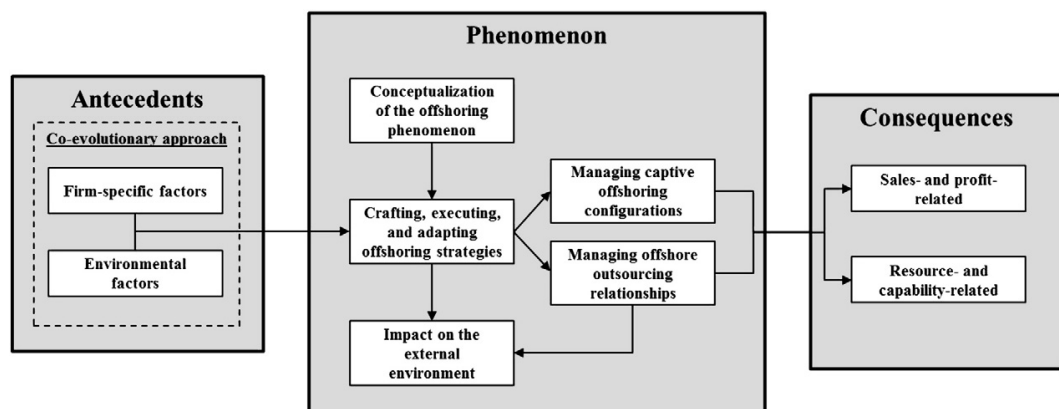 Antecedents
Co-evolutionary approach
Firm-specific factors
Environmental
factors
Phenomenon
Conceptualization
of the offshoring
phenomenon
Crafting, executing,
and adapting
offshoring strategies
Managing captive
offshoring
configurations
Managing offshore
outsourcing
relationships
Impact on the
external
environment
Consequences
Sales- and profit-
related
Resource- and
capability-related